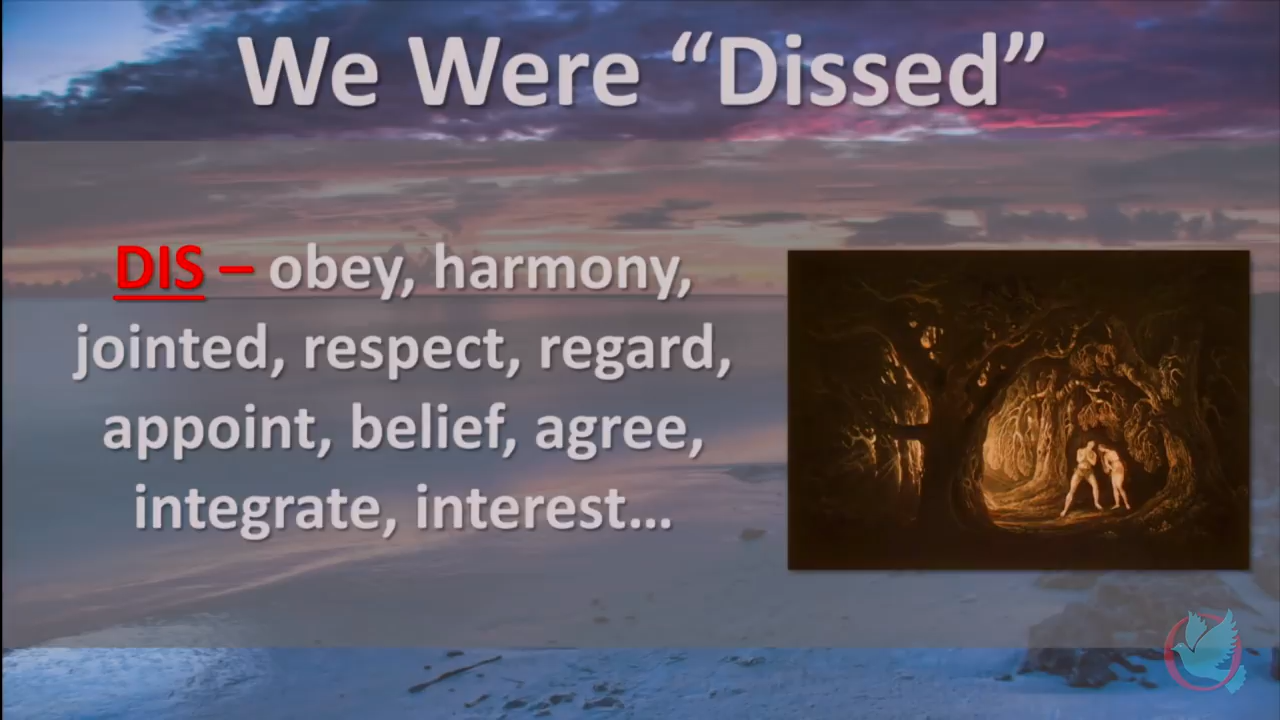 We Were “Dissed”
DIS – obey, harmony,
jointed, respect, regard,
appoint, belief, agree,
integrate, interest…